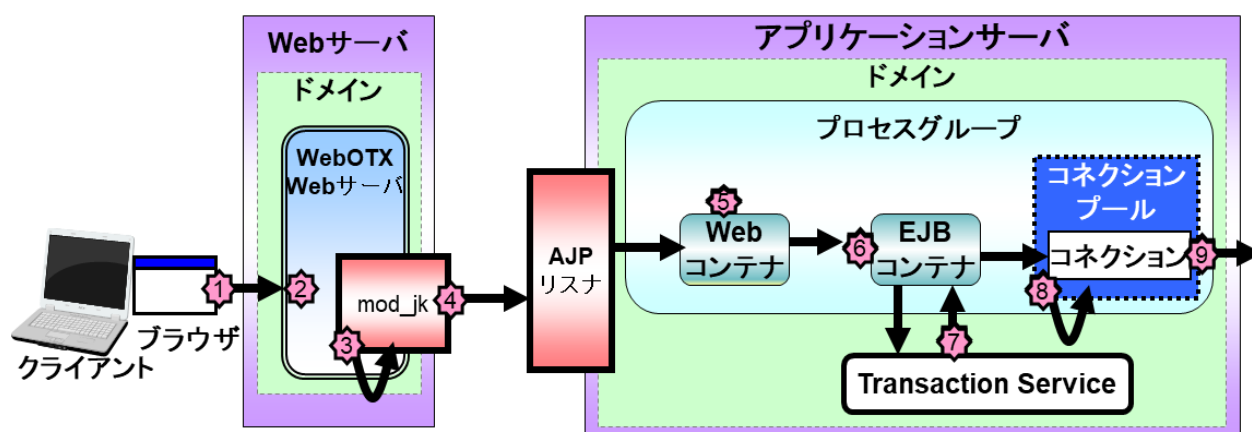 Webサーバ
ドメイン
WebOTX
Webサーバ
mod_jk
1
2
3
4
ブラウザ
クライアント
AJP
リスナ
アプリケーションサーバ
ドメイン
プロセスグループ
5
Web
コンテナ
6
EJB
コンテナ
コネクション
プール
コネクション
8
9
7
Transaction Service